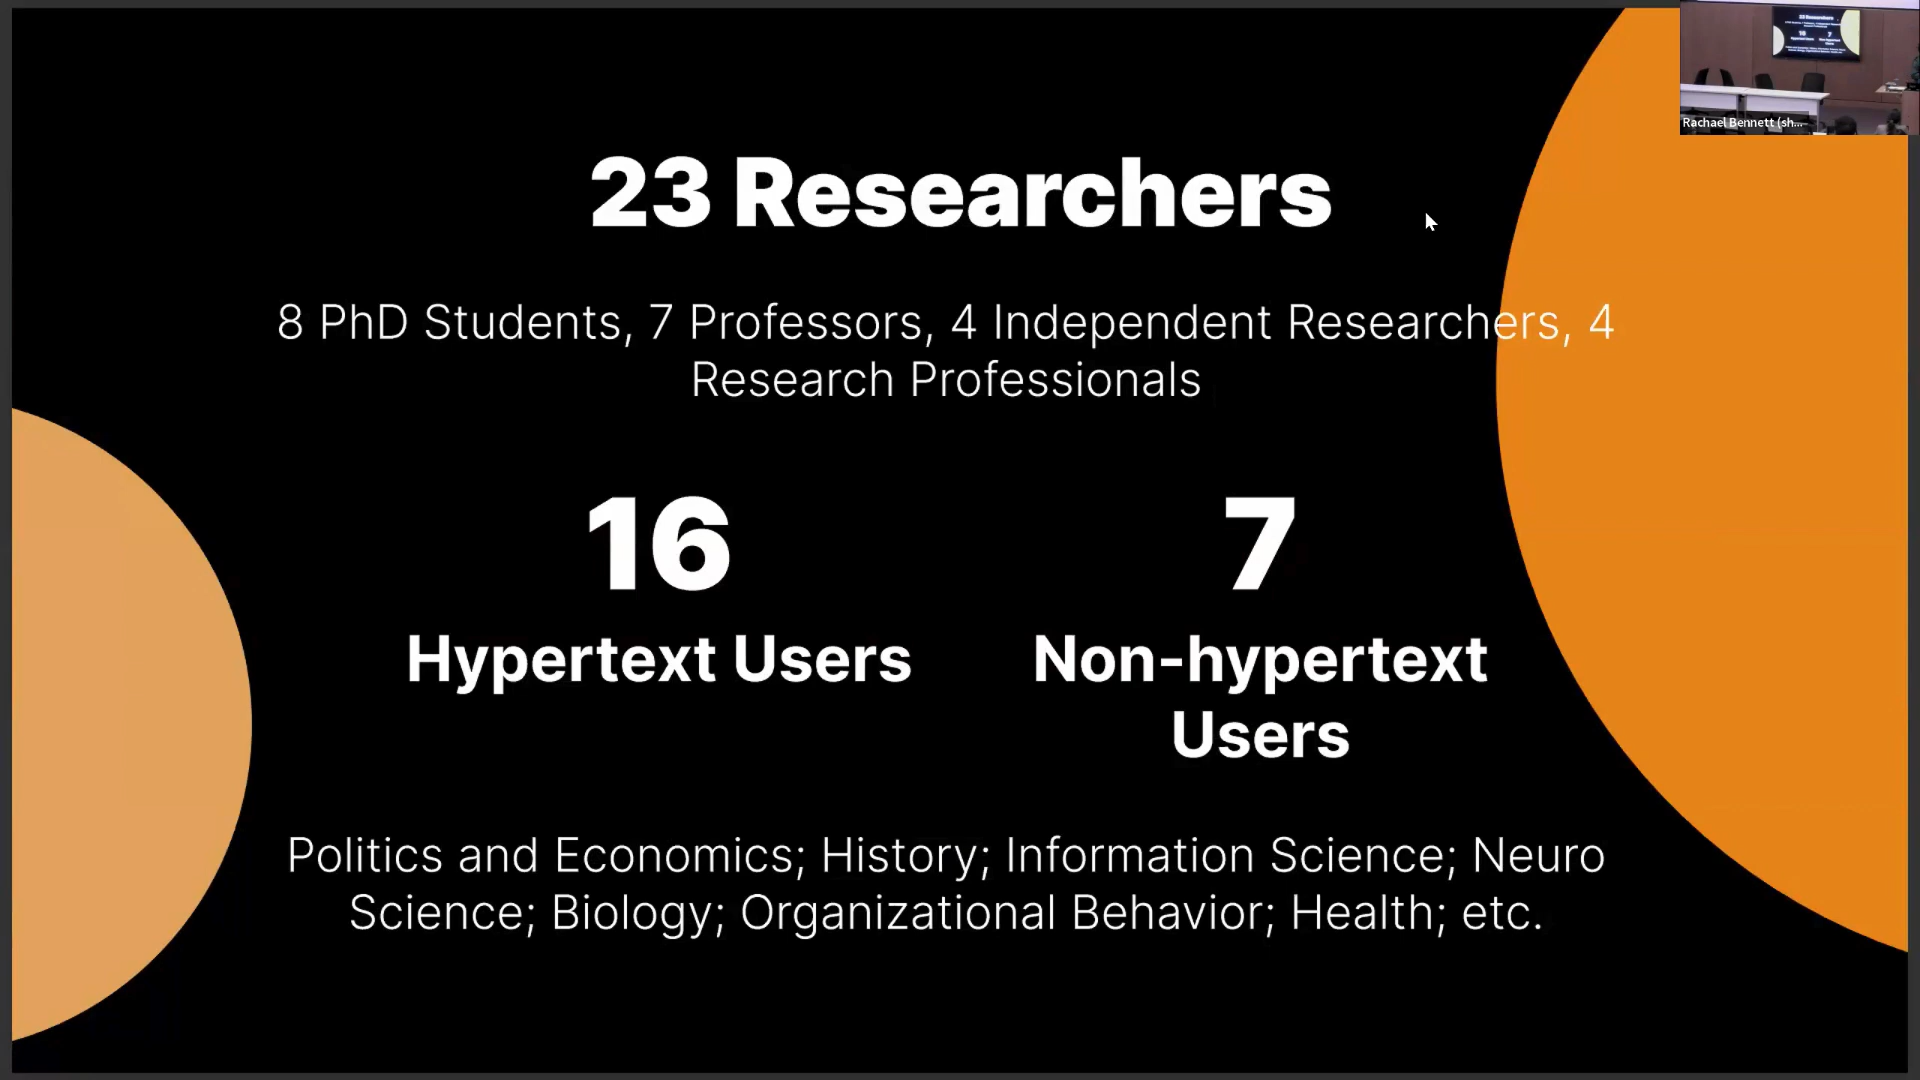 23 Researchers
8 PhD Students, 7 Professors, 4 Independent Researchers, 4
Research Professionals
16
7
Hypertext Users
Non-hypertext
Users
Politics and Economics; History; Information Science; Neuro
Science; Biology; Organizational Behavior; Health; etc.
Rachael Bennett (sh...